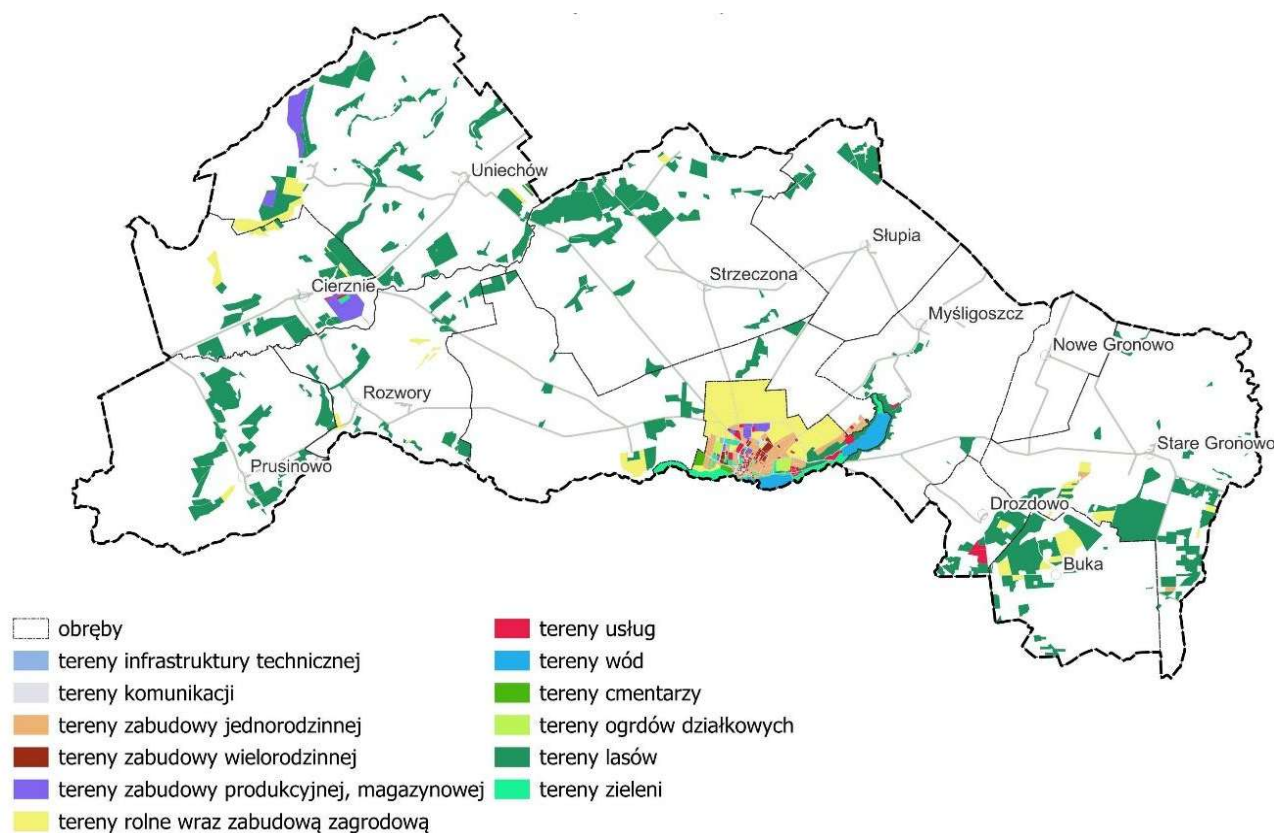 Uniechów
Słupia
Strzeczona
Cierznie
Myśligoszcz
Nowe Gronowo
Rozwory
Stare Gronowo
Prusinowo
Drozdowo
Buka
obręby
tereny infrastruktury technicznej
tereny komunikacji
tereny zabudowy jednorodzinnej
tereny zabudowy wielorodzinnej
tereny zabudowy produkcyjnej, magazynowej
tereny rolne wraz zabudową zagrodową
tereny usług
tereny wód
tereny cmentarzy
tereny ogrdów działkowych
tereny lasów
tereny zieleni